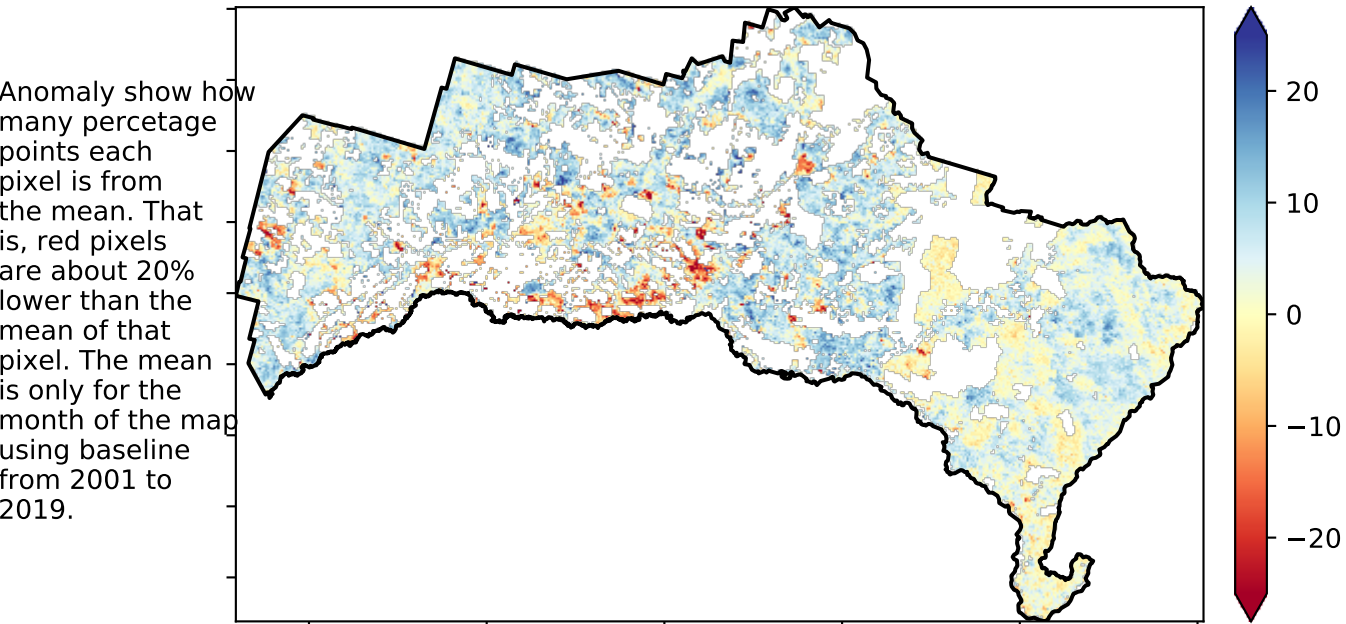 Anomaly show how
many percetage
points each
pixel is from
the mean. That
is, red pixels
are about 20%
lower than the
mean of that
pixel. The mean
is only for the
month of the map
using baseline
from 2001 to
2019.
20
10
0
−10
−20